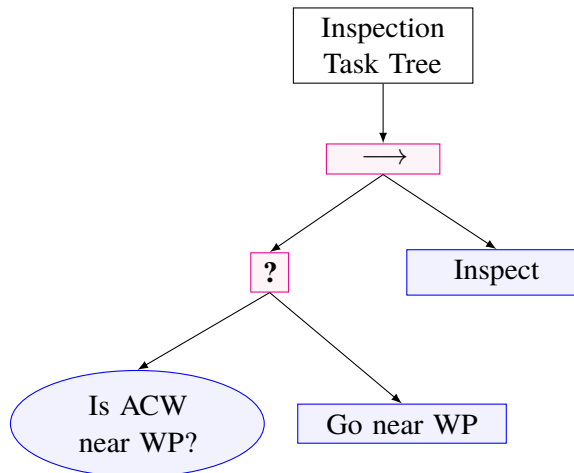 Inspection
Task Tree
⟶
?
Inspect
Is ACW
near WP?
Go near WP